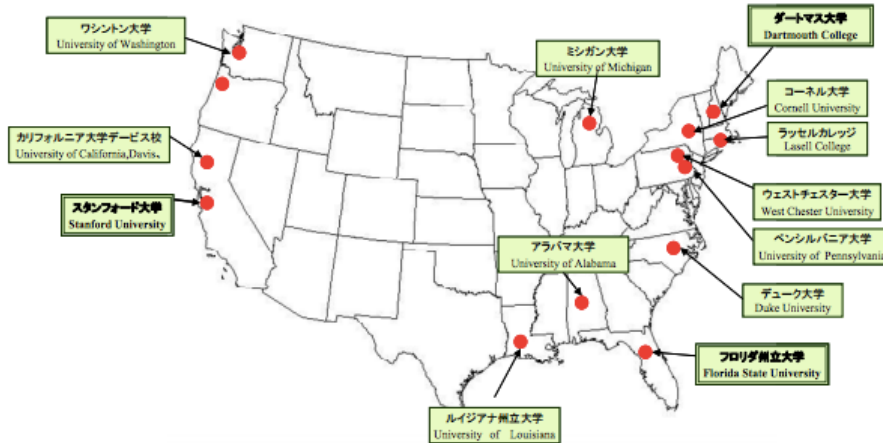 ワシントン大学
University of Washington
ミシガン大学
University of Michigan
ダートマス大学
Dartmouth College
コーネル大学
Cornell University
ラッセルカレッジ
Lasell College
カリフォルニア大学デービス校
University of California,Davis、
スタンフォード大学
Stanford University
アラバマ大学
University of Alabama
ウェストチェスター大学
West Chester University
ペンシルバニア大学
University of Pennsylvania
デューク大学
Duke University
フロリダ州立大学
Florida State University
ルイジアナ州立大学
University of Louisiana